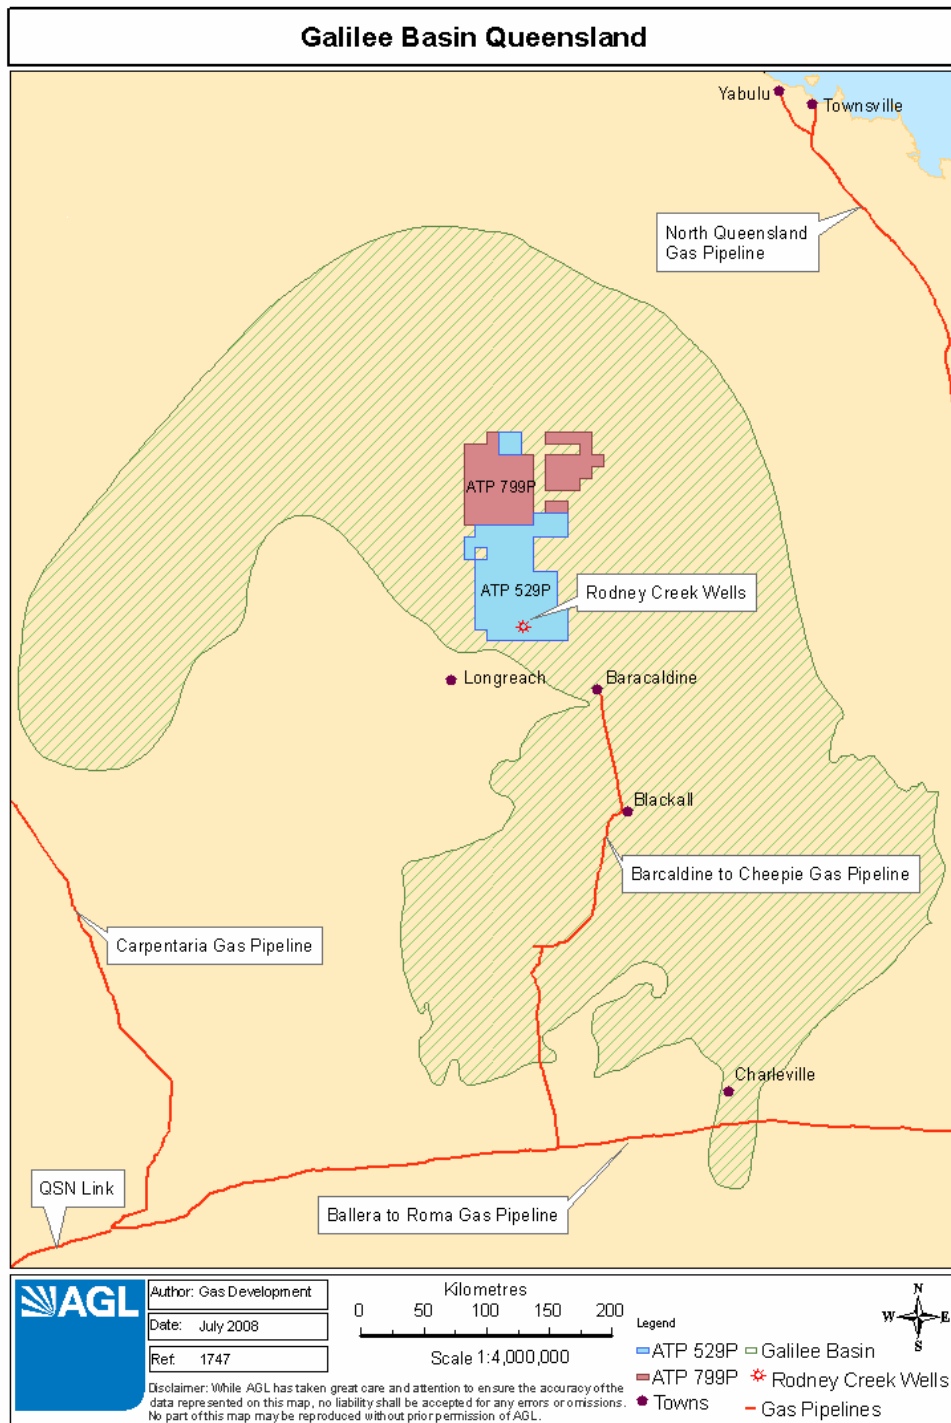 Galilee Basin Queensland
Yabulu
Townsville
North Queensland
Gas Pipeline
ATP 799P
ATP 529P
Rodney Creek Wells
Longreach
Baracaldine
Blackall
Barcaldine to Cheepie Gas Pipeline
Carpentaria Gas Pipeline
Charleville
QSN Link
Ballera to Roma Gas Pipeline
AGL
Author: Gas Development
Date: July 2008
Ref: 1747
Kilometres
0 50 100 150 200
Scale 1:4,000,000
Disclaimer: While AGL has taken great care and attention to ensure the accuracy of the
data represented on this map, no liability shall be accepted for any errors or omissions.
No part of this map may be reproduced without prior permission of AGL.
N
W E
S
Legend
ATP 529P Galilee Basin
ATP 799P Rodney Creek Wells
Towns Gas Pipelines